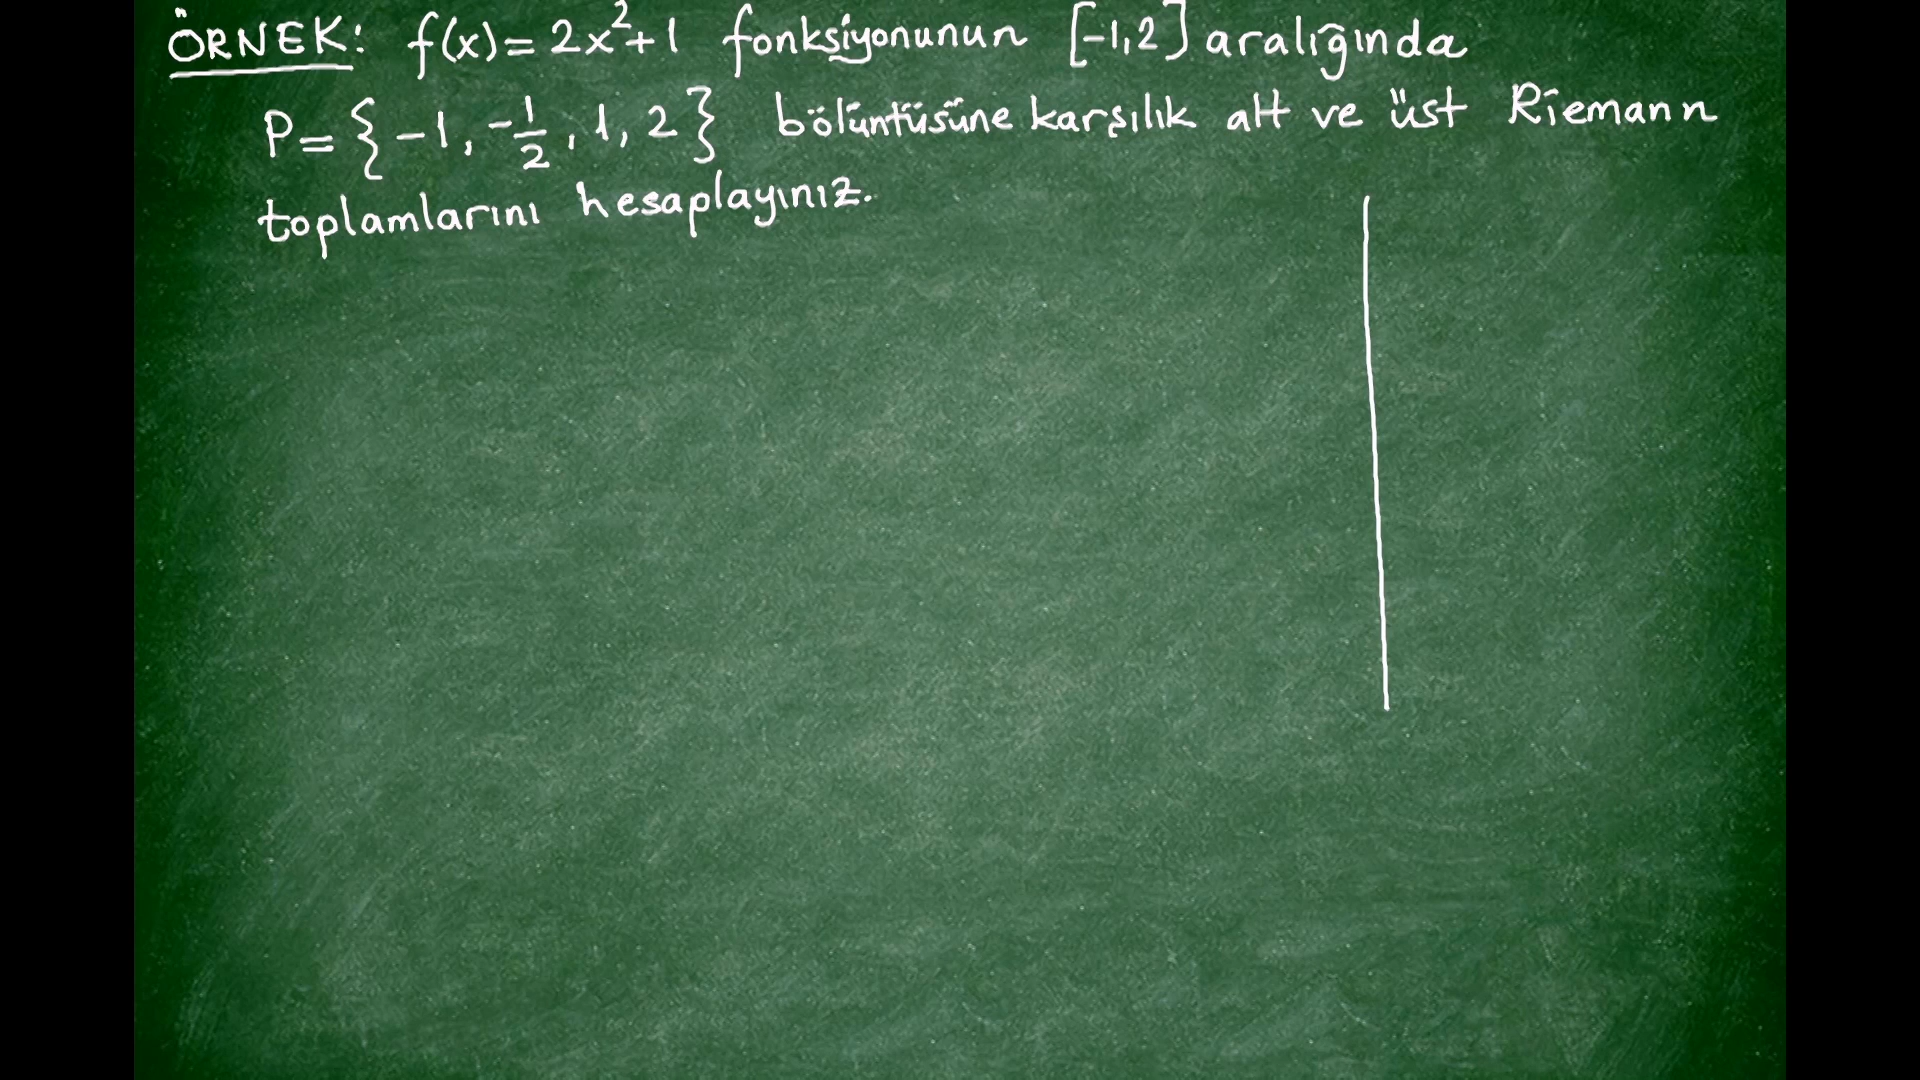 ÖRNEK: f(x)= 2x²+1 fonksiyonunun [-1,2] aralığında
P= {-1, -1/2, 1, 2} bölüntüsüne karşılık alt ve üst Riemann
toplamlarını hesaplayınız.